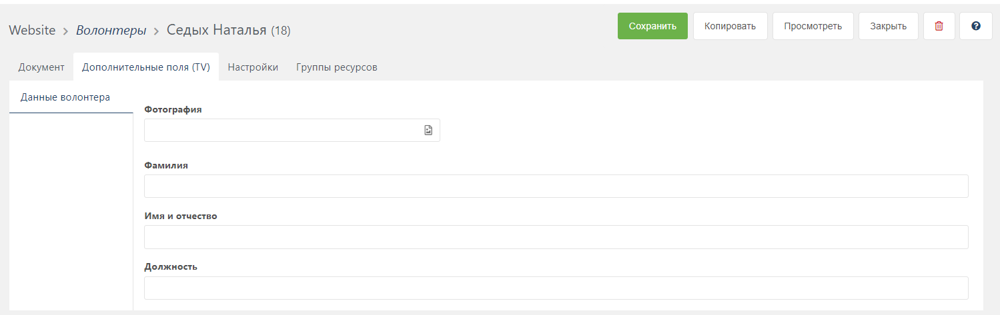 Website > Волонтеры > Седых Наталья (18)
Сохранить Копировать Просмотреть Закрыть
Документ Дополнительные поля (TV) Настройки Группы ресурсов
Данные волонтера
Фотография
Фамилия
Имя и отчество
Должность